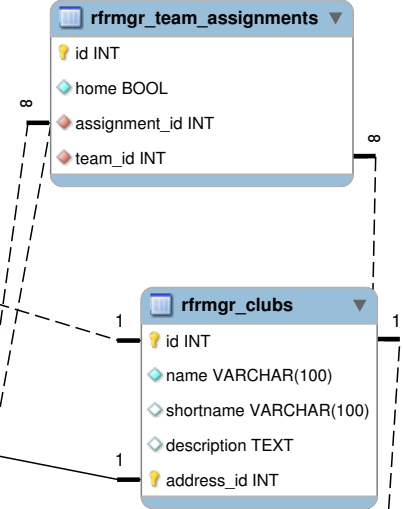 rfrmgr_team_assignments
id INT
home BOOL
∞
assignment_id INT
team_id INT
∞
rfrmgr_clubs
1
1
id INT
name VARCHAR(100)
shortname VARCHAR(100)
description TEXT
1
address_id INT